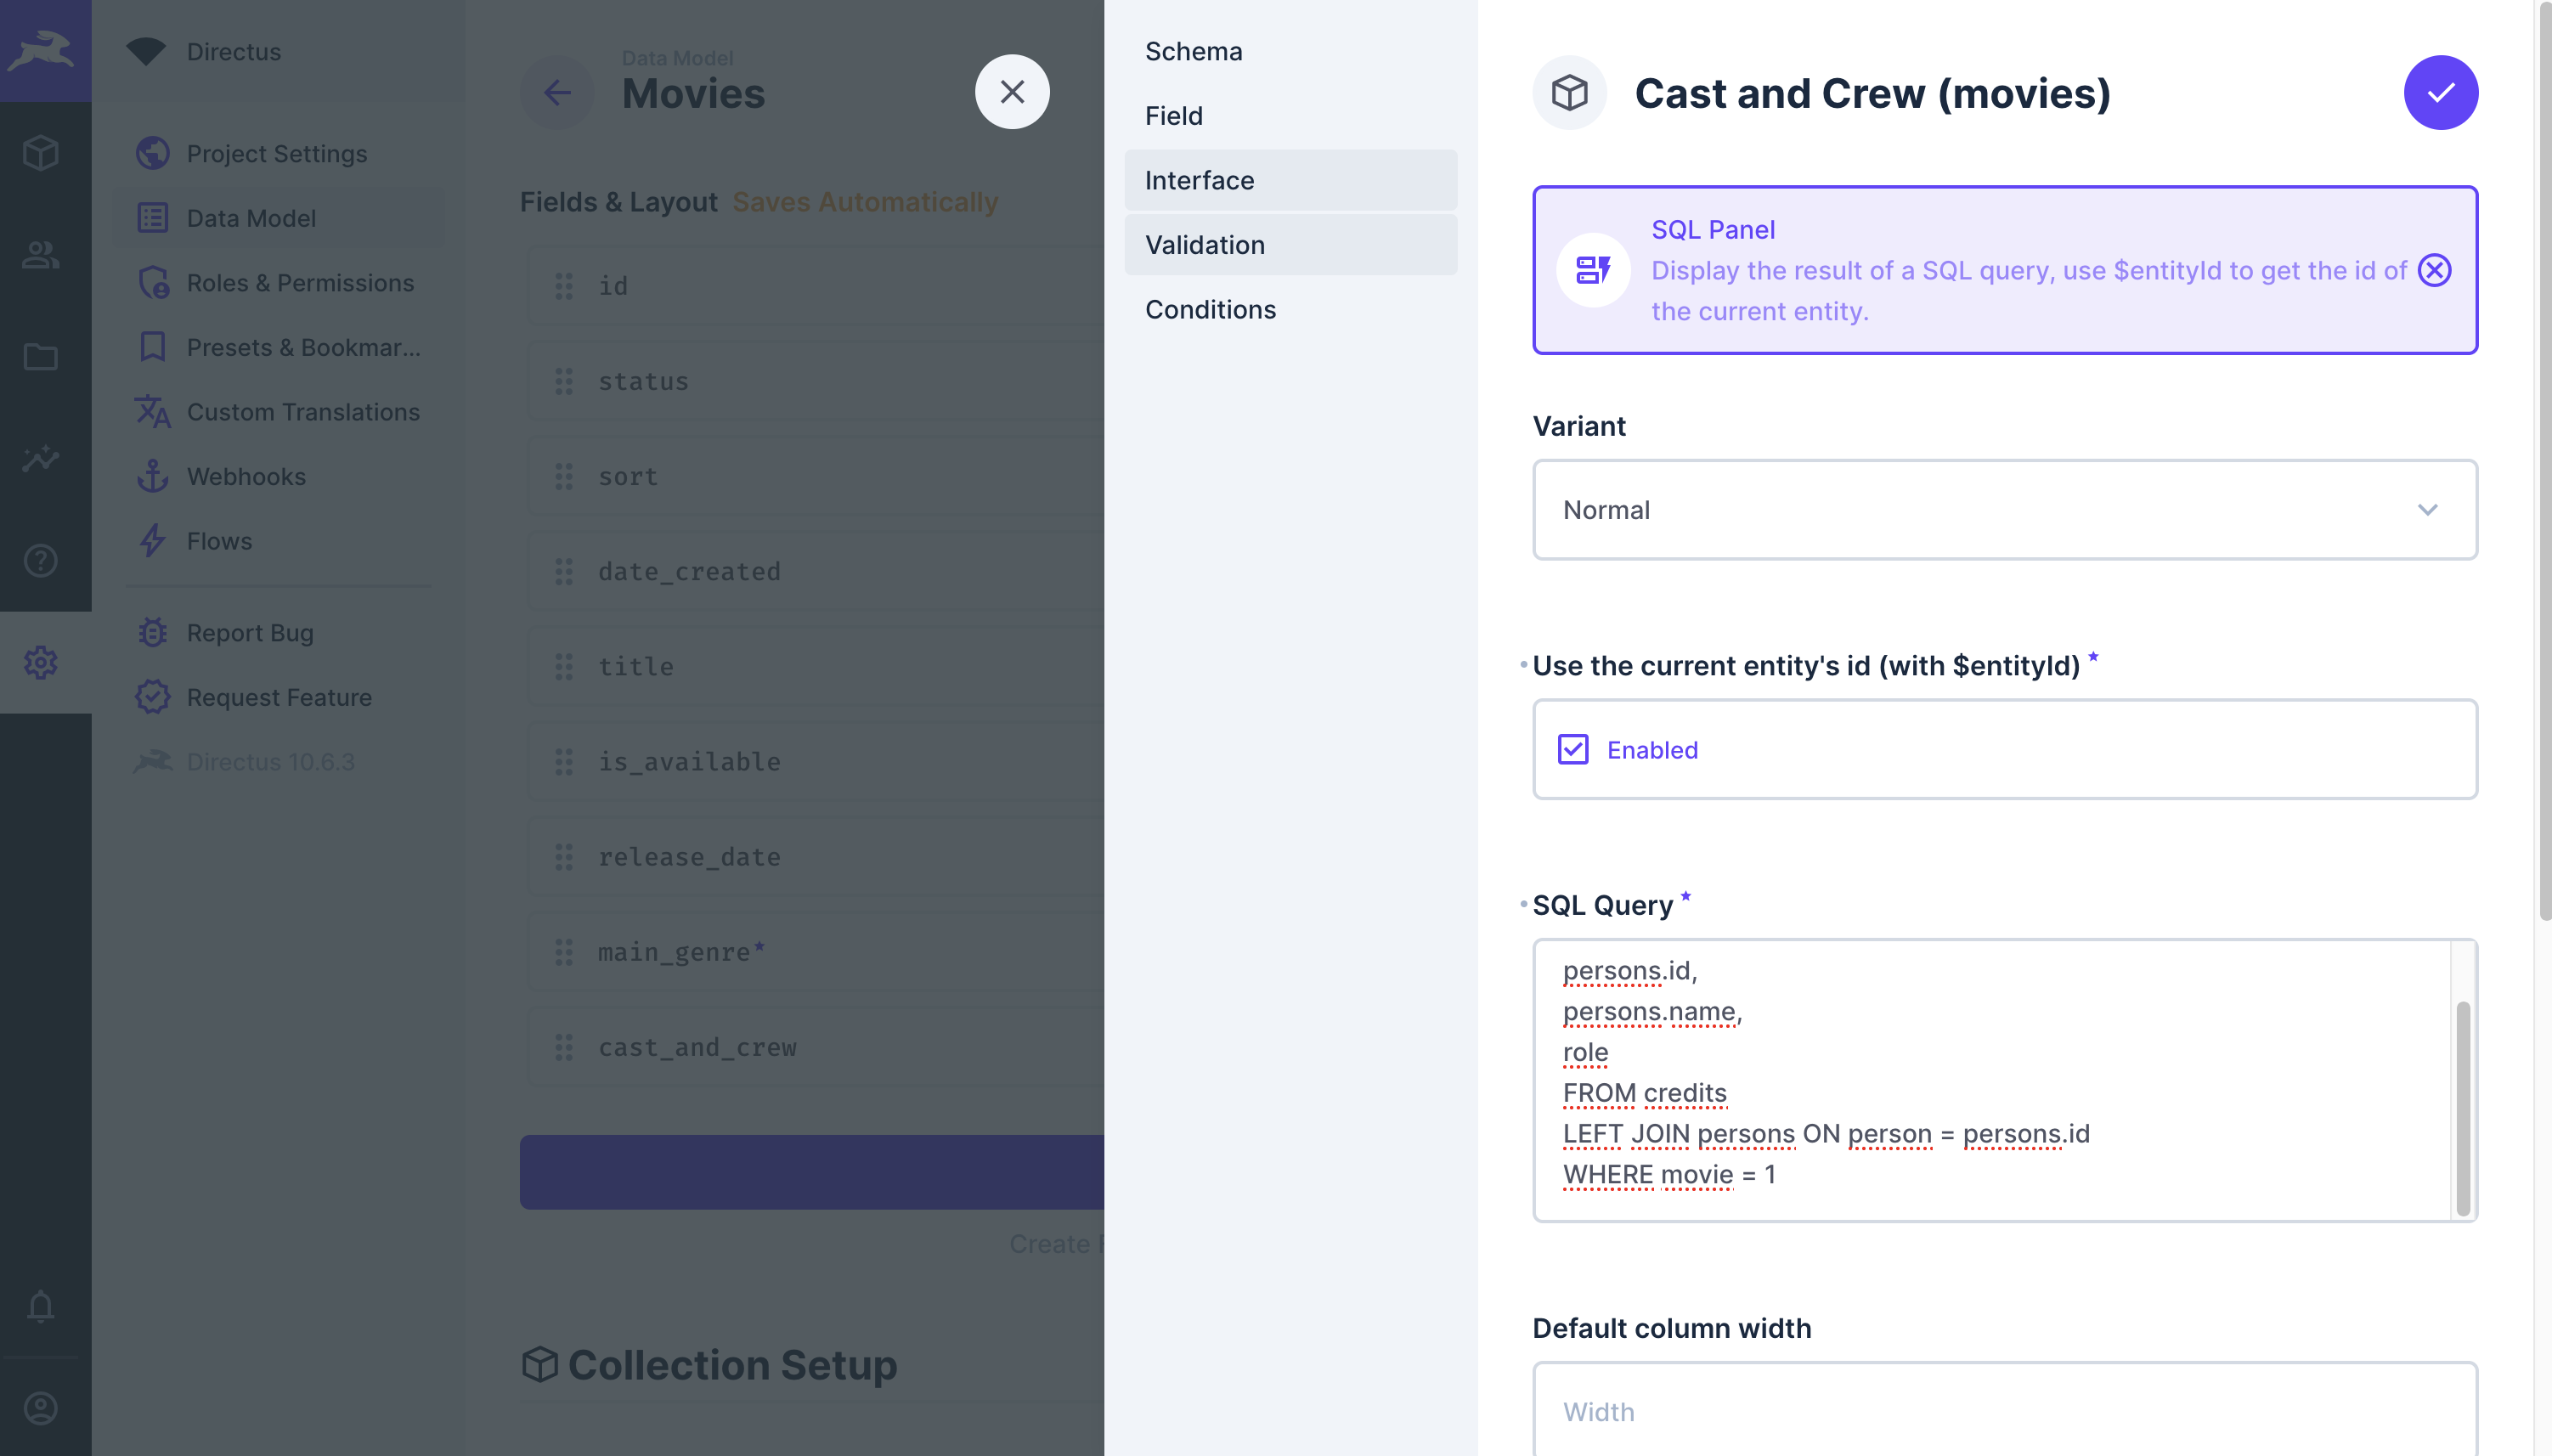 Directus
Project Settings
Data Model
Roles & Permissions
Presets & Bookmar...
Custom Translations
Webhooks
Flows
Report Bug
Request Feature
Directus 10.6.3
Data Model
Movies
Fields & Layout Saves Automatically
id
status
sort
date_created
title
is_available
release_date
main_genre*
cast_and_crew
Create
Collection Setup
Schema
Field
Interface
Validation
Conditions
Cast and Crew (movies)
SQL Panel
Display the result of a SQL query, use $entityId to get the id of
the current entity.
Variant
Normal
Use the current entity's id (with $entityId) *
Enabled
SQL Query *
persons.id,
persons.name,
role
FROM credits
LEFT JOIN persons ON person = persons.id
WHERE movie = 1
Default column width
Width